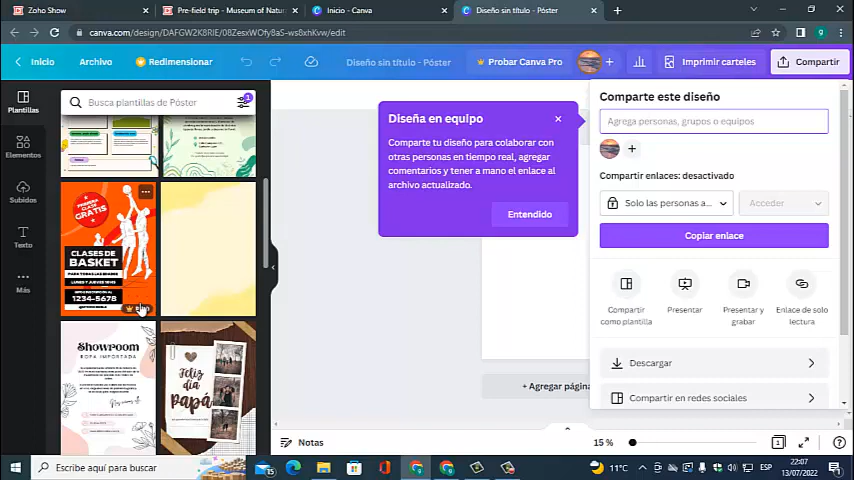 Zoho Show
Pre-field trip - Museum of Natu
Inicio - Canva
Diseño sin título - Póster
canva.com/design/DAFGW2K8RIE/08ZesxWOfy8aS-ws8xhKvw/edit
Inicio
Archivo
Redimensionar
Diseño sin título - Póster
Probar Canva Pro
Imprimir carteles
Compartir
Plantillas
Elementos
Subidos
Texto
Más
Busca plantillas de Póster
1
PRIMERA
CLASE
GRATIS
CLASES DE
BASKET
PARA TODAS LAS EDADES
LUNES Y JUEVES 10HS
1234-5678
Showroom
ROPA IMPORTADA
Feliz
día
Papá
Diseña en equipo
Comparte tu diseño para colaborar con
otras personas en tiempo real, agregar
comentarios y tener a mano el enlace al
archivo actualizado.
Entendido
Comparte este diseño
Agrega personas, grupos o equipos
Compartir enlaces: desactivado
Solo las personas a...
Acceder
Copiar enlace
Compartir
como plantilla
Presentar
Presentar y
grabar
Enlace de solo
lectura
Descargar
Compartir en redes sociales
+ Agregar página
Notas
15 %
1
Escribe aquí para buscar
15
11°C
ESP
22:07
13/07/2022